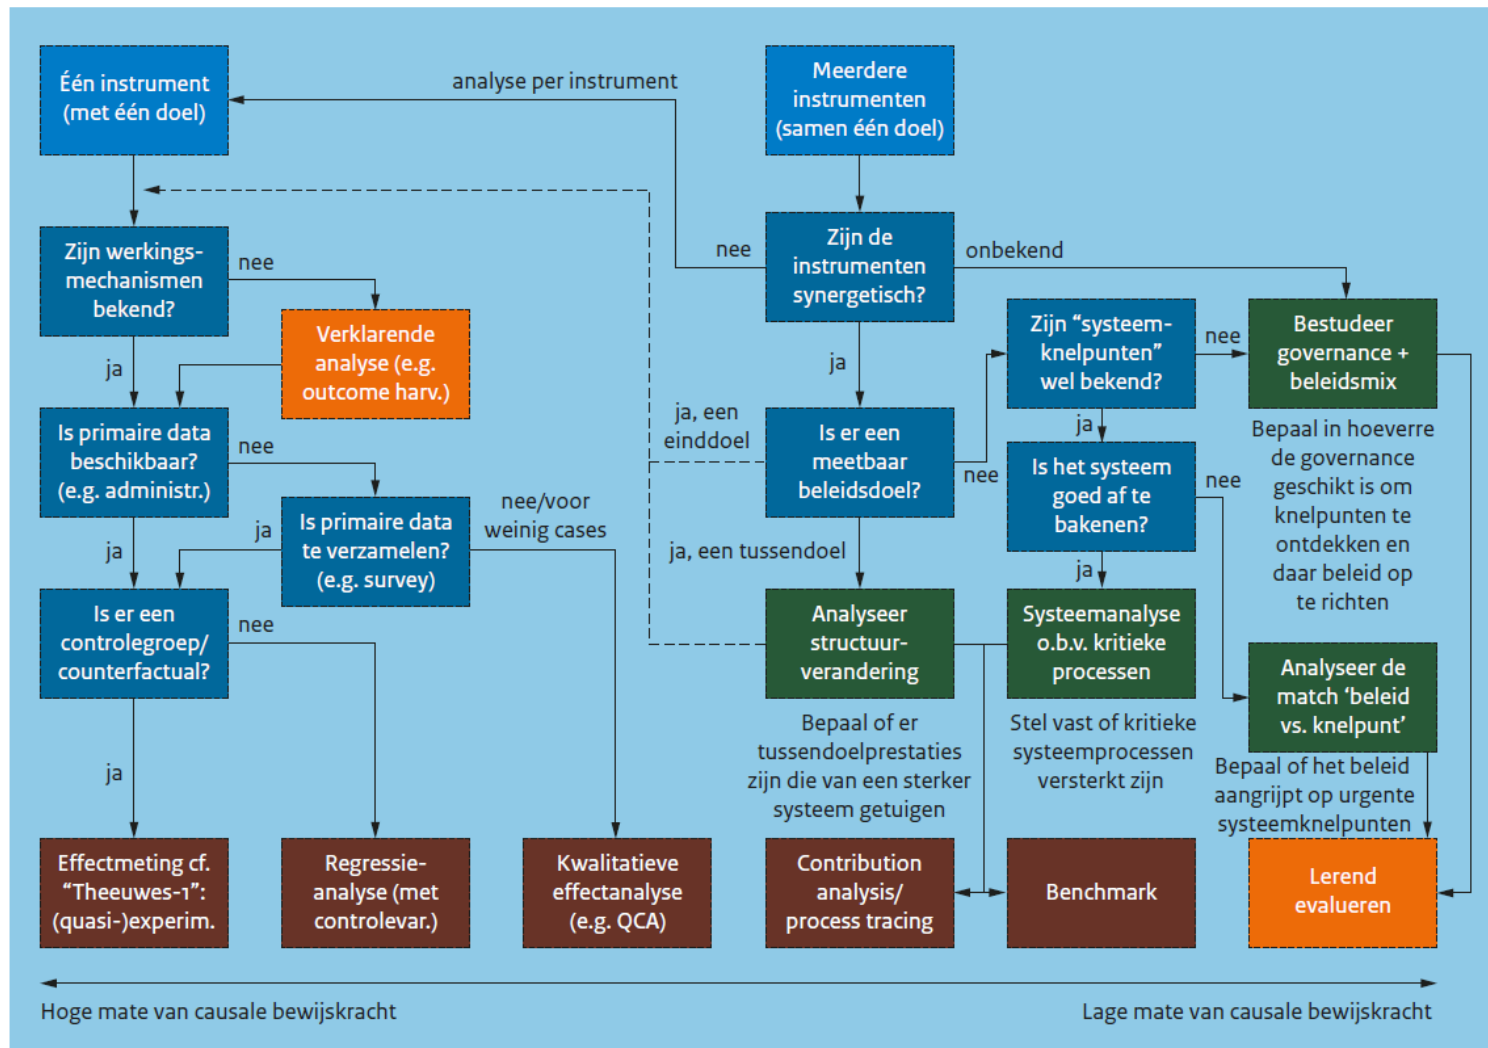 Één instrument
(met één doel)
analyse per instrument
Meerdere
instrumenten
(samen één doel)
Zijn werkings-
mechanismen
bekend?
nee
ja
Verklarende
analyse (e.g.
outcome harv.)
Is primaire data
beschikbaar?
(e.g. administr.)
nee
ja
Is primaire data
te verzamelen?
(e.g. survey)
ja
nee/voor
weinig cases
Is er een
controlegroep/
counterfactual?
nee
ja
Effectmeting cf.
“Theeuwes-1”:
(quasi-)experim.
Regressie-
analyse (met
controlevar.)
Kwalitatieve
effectanalyse
(e.g. QCA)
Zijn de
instrumenten
synergetisch?
nee
onbekend
ja
Is er een
meetbaar
beleidsdoel?
ja, een
einddoel
nee
ja, een tussendoel
Analyseer
structuur-
verandering
Bepaal of er
tussendoelprestaties
zijn die van een sterker
systeem getuigen
Contribution
analysis/
process tracing
Zijn “systeem-
knelpunten”
wel bekend?
nee
ja
Is het systeem
goed af te
bakenen?
nee
ja
Systeemanalyse
o.b.v. kritieke
processen
Stel vast of kritieke
systeemprocessen
versterkt zijn
Benchmark
Bestudeer
governance +
beleidsmix
Bepaal in hoeverre
de governance
geschikt is om
knelpunten te
ontdekken en
daar beleid op
te richten
Analyseer de
match ‘beleid
vs. knelpunt’
Bepaal of het beleid
aangrijpt op urgente
systeemknelpunten
Lerend
evalueren
Hoge mate van causale bewijskracht
Lage mate van causale bewijskracht